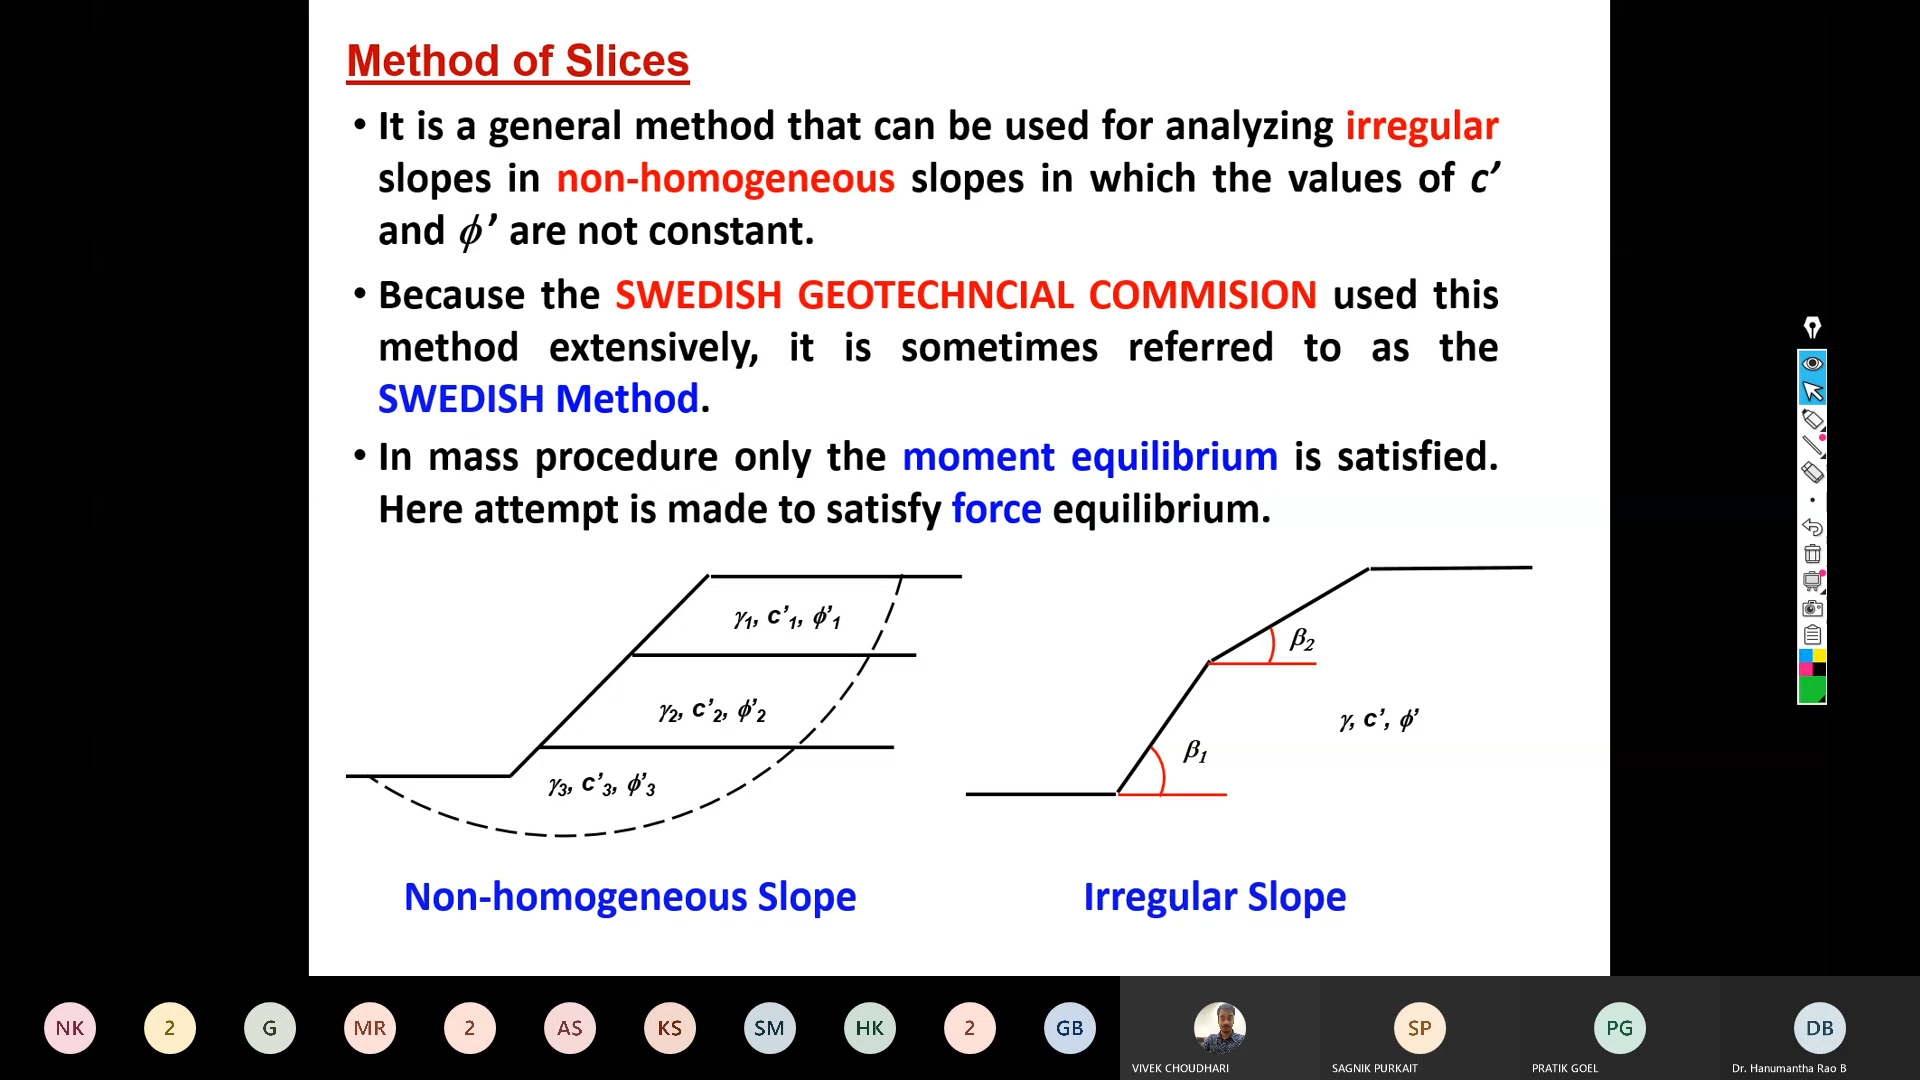 Method of Slices
• It is a general method that can be used for analyzing irregular
slopes in non-homogeneous slopes in which the values of c’
and ϕ’ are not constant.
• Because the SWEDISH GEOTECHNCIAL COMMISION used this
method extensively, it is sometimes referred to as the
SWEDISH Method.
• In mass procedure only the moment equilibrium is satisfied.
Here attempt is made to satisfy force equilibrium.
γ1, c’1, ϕ’1
γ2, c’2, ϕ’2
γ3, c’3, ϕ’3
β2
γ, c’, ϕ’
β1
Non-homogeneous Slope
Irregular Slope
NK
2
G
MR
2
AS
KS
SM
HK
2
GB
SP
PG
DB
VIVEK CHOUDHARI
SAGNIK PURKAIT
PRATIK GOEL
Dr. Hanumantha Rao B